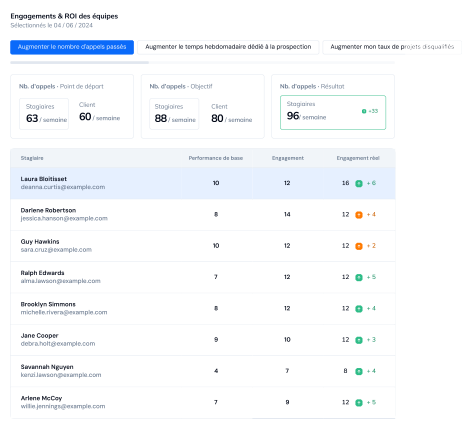 Engagements & ROI des équipes
Sélectionnés le 04 / 06 / 2024
Augmenter le nombre d'appels passés
Augmenter le temps hebdomadaire dédié à la prospection
Augmenter mon taux de projets disqualifiés
Nb. d'appels - Point de départ
Stagiaires
63 / semaine
Client
60 / semaine
Nb. d'appels - Objectif
Stagiaires
88 / semaine
Client
80 / semaine
Nb. d'appels - Résultat
Stagiaires
96 / semaine
+33
Stagiaire Performance de base Engagement Engagement réel
Laura Bloitisset
deanna.curtis@example.com
10 12 16 + 6
Darlene Robertson
jessica.hanson@example.com
8 14 12 + 4
Guy Hawkins
sara.cruz@example.com
10 12 12 + 2
Ralph Edwards
alma.lawson@example.com
7 12 12 + 5
Brooklyn Simmons
michelle.rivera@example.com
8 12 12 + 4
Jane Cooper
debra.holt@example.com
9 10 12 + 3
Savannah Nguyen
kenzi.lawson@example.com
4 7 8 + 4
Arlene McCoy
willie.jennings@example.com
7 9 12 + 5